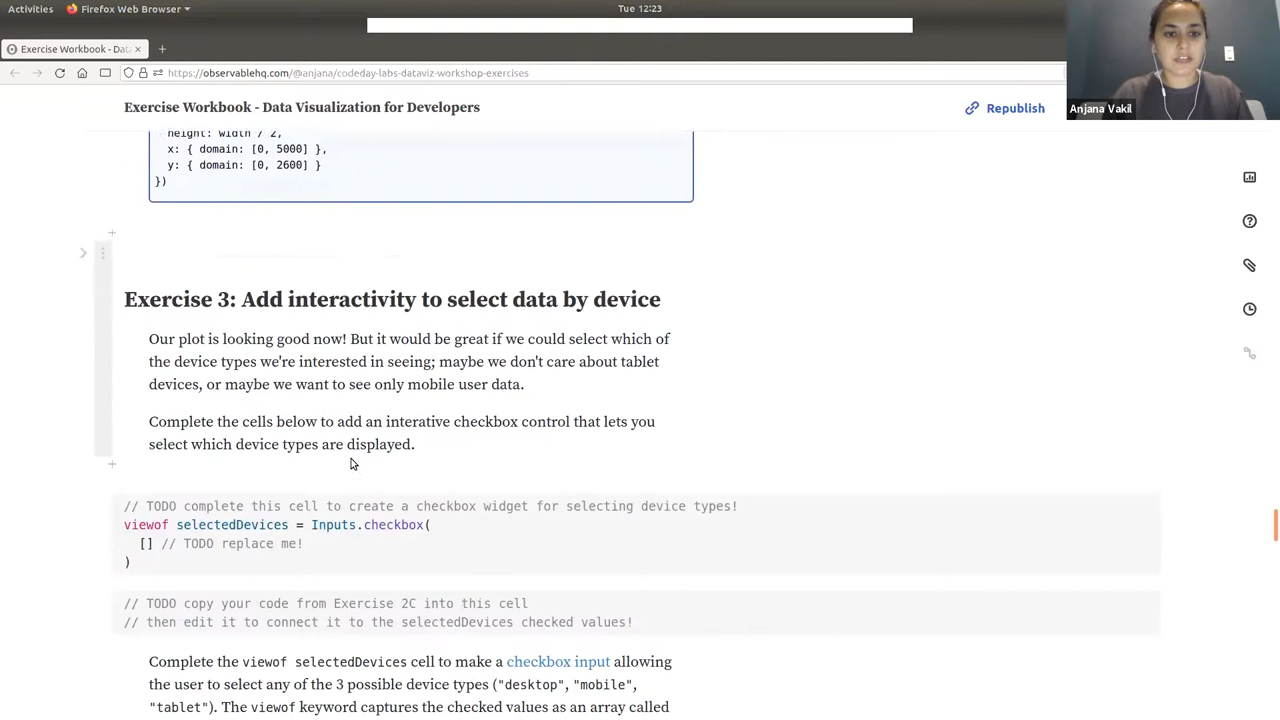 Activities
Firefox Web Browser
Tue 12:23
Exercise Workbook - Dat
https://observablehq.com/@anjana/codeday-labs-dataviz-workshop-exercises
Anjana Vakil
Exercise Workbook - Data Visualization for Developers
Republish
height: width / 2,
x: { domain: [0, 5000] },
y: { domain: [0, 2600] }
})
Exercise 3: Add interactivity to select data by device
Our plot is looking good now! But it would be great if we could select which of
the device types we're interested in seeing; maybe we don't care about tablet
devices, or maybe we want to see only mobile user data.
Complete the cells below to add an interative checkbox control that lets you
select which device types are displayed.
// TODO complete this cell to create a checkbox widget for selecting device types!
viewof selectedDevices = Inputs.checkbox(
[] // TODO replace me!
)
// TODO copy your code from Exercise 2C into this cell
// then edit it to connect it to the selectedDevices checked values!
Complete the viewof selectedDevices cell to make a checkbox input allowing
the user to select any of the 3 possible device types ("desktop", "mobile",
"tablet"). The viewof keyword captures the checked values as an array called